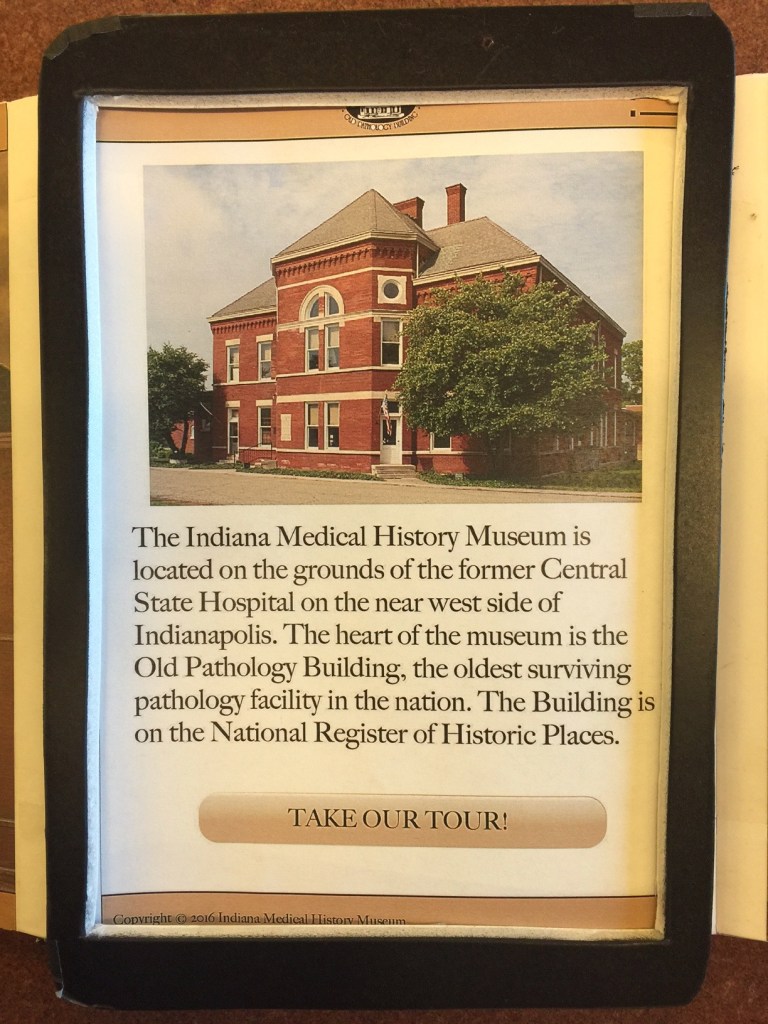 OLD PATHOLOGY BUILDING
The Indiana Medical History Museum is
located on the grounds of the former Central
State Hospital on the near west side of
Indianapolis. The heart of the museum is the
Old Pathology Building, the oldest surviving
pathology facility in the nation. The Building is
on the National Register of Historic Places.
TAKE OUR TOUR!
Copyright © 2016 Indiana Medical History Museum